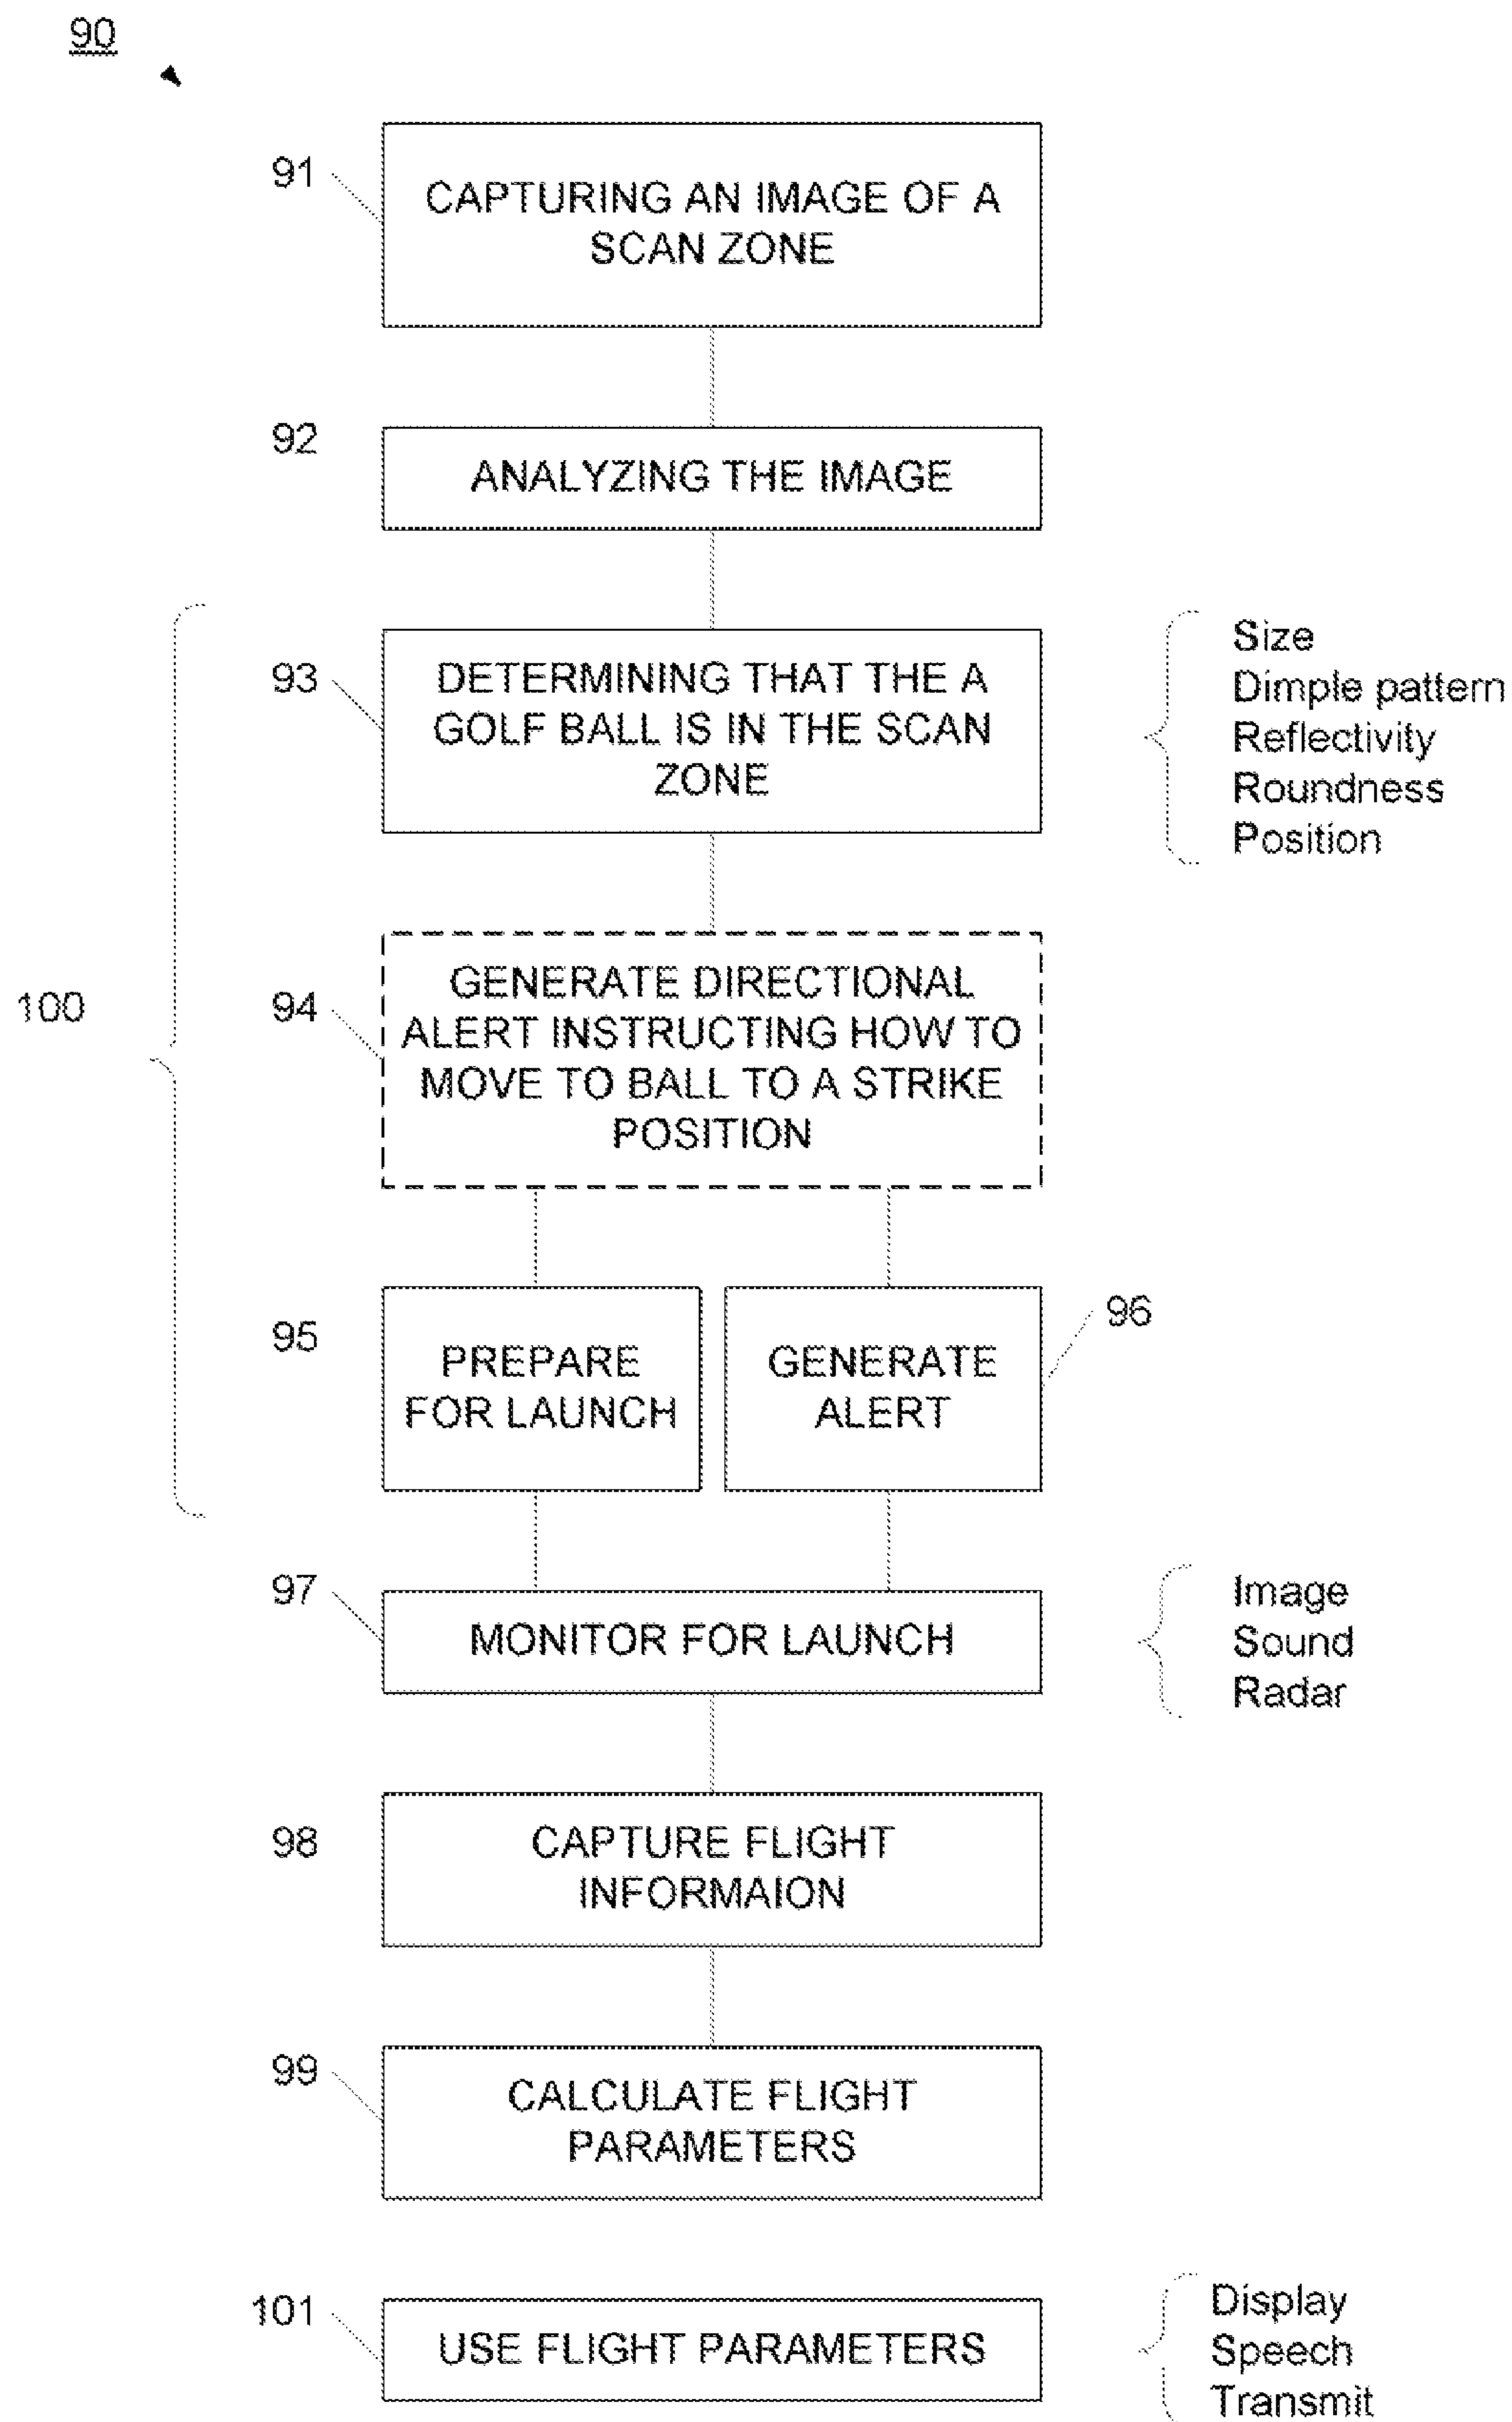 90
91
CAPTURING AN IMAGE OF A
SCAN ZONE
92
ANALYZING THE IMAGE
93
DETERMINING THAT THE A
GOLF BALL IS IN THE SCAN
ZONE
Size
Dimple pattern
Reflectivity
Roundness
Position
100
94
GENERATE DIRECTIONAL
ALERT INSTRUCTING HOW TO
MOVE TO BALL TO A STRIKE
POSITION
95
PREPARE
FOR LAUNCH
GENERATE
ALERT
96
97
MONITOR FOR LAUNCH
Image
Sound
Radar
98
CAPTURE FLIGHT
INFORMAION
99
CALCULATE FLIGHT
PARAMETERS
101
USE FLIGHT PARAMETERS
Display
Speech
Transmit